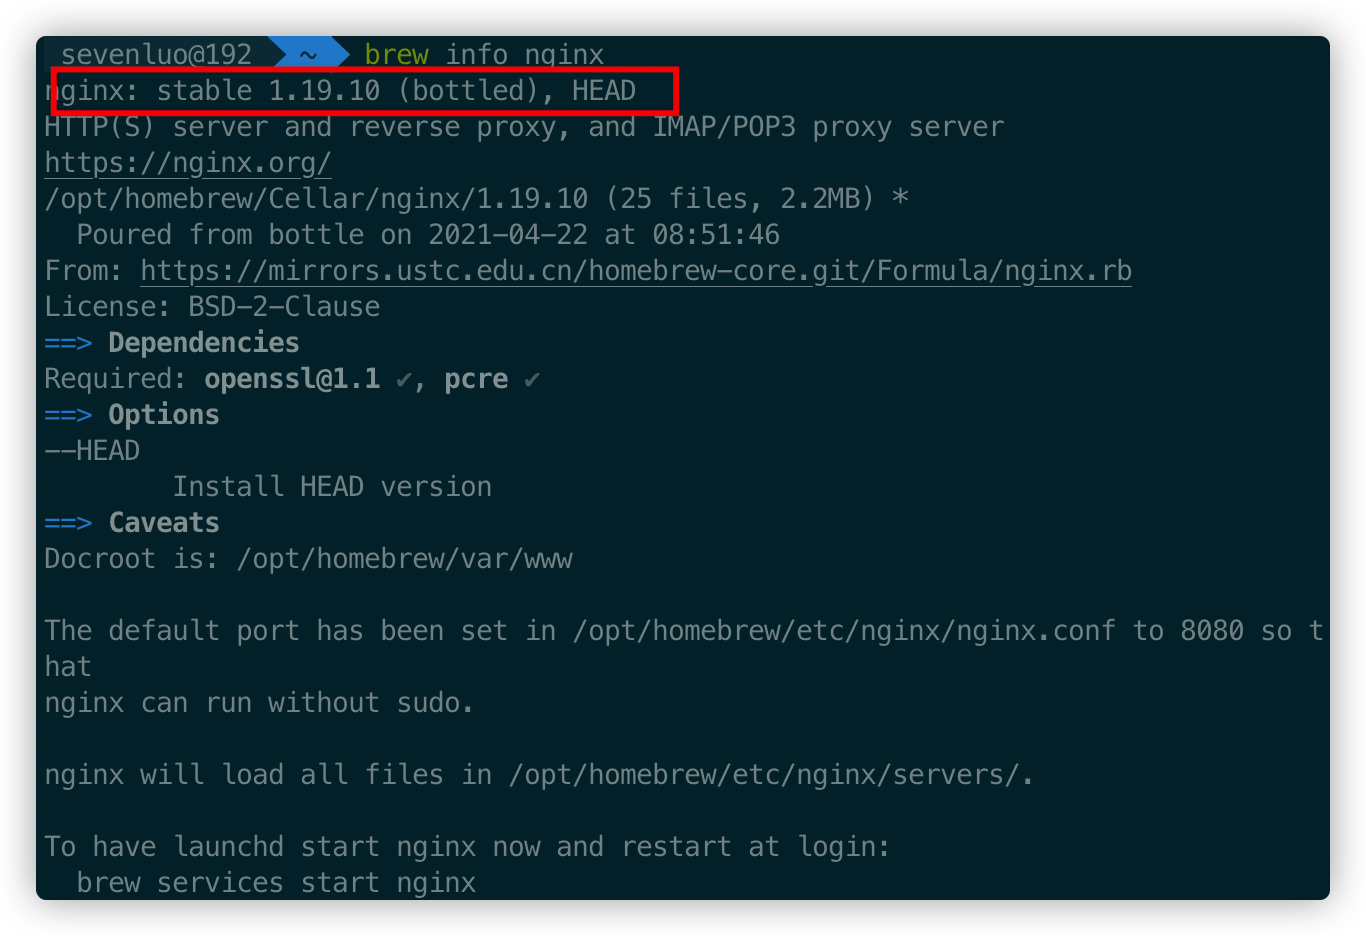 sevenluo@192 ~ brew info nginx
nginx: stable 1.19.10 (bottled), HEAD
HTTP(S) server and reverse proxy, and IMAP/POP3 proxy server
https://nginx.org/
/opt/homebrew/Cellar/nginx/1.19.10 (25 files, 2.2MB) *
  Poured from bottle on 2021-04-22 at 08:51:46
From: https://mirrors.ustc.edu.cn/homebrew-core.git/Formula/nginx.rb
License: BSD-2-Clause
==> Dependencies
Required: openssl@1.1 ✔, pcre ✔
==> Options
--HEAD
        Install HEAD version
==> Caveats
Docroot is: /opt/homebrew/var/www
The default port has been set in /opt/homebrew/etc/nginx/nginx.conf to 8080 so t
hat
nginx can run without sudo.
nginx will load all files in /opt/homebrew/etc/nginx/servers/.
To have launchd start nginx now and restart at login:
  brew services start nginx